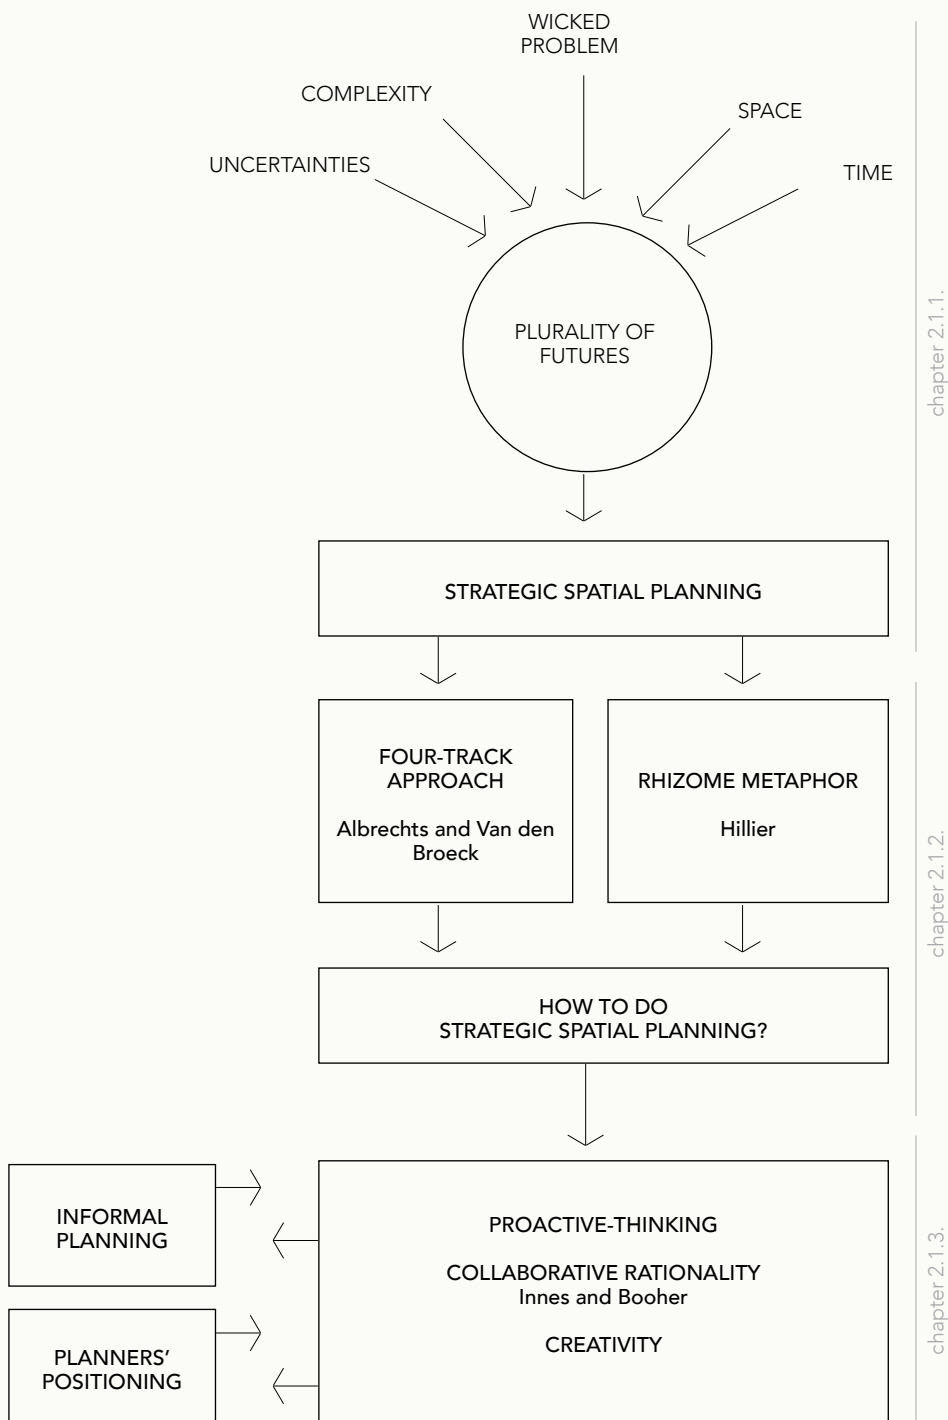 WICKED
PROBLEM
COMPLEXITY
SPACE
UNCERTAINTIES
TIME
PLURALITY OF
FUTURES
chapter 2.1.1.
STRATEGIC SPATIAL PLANNING
FOUR-TRACK
APPROACH
Albrechts and Van den
Broeck
RHIZOME METAPHOR
Hillier
chapter 2.1.2.
HOW TO DO
STRATEGIC SPATIAL PLANNING?
INFORMAL
PLANNING
PROACTIVE-THINKING
COLLABORATIVE RATIONALITY
Innes and Booher
CREATIVITY
chapter 2.1.3.
PLANNERS’
POSITIONING